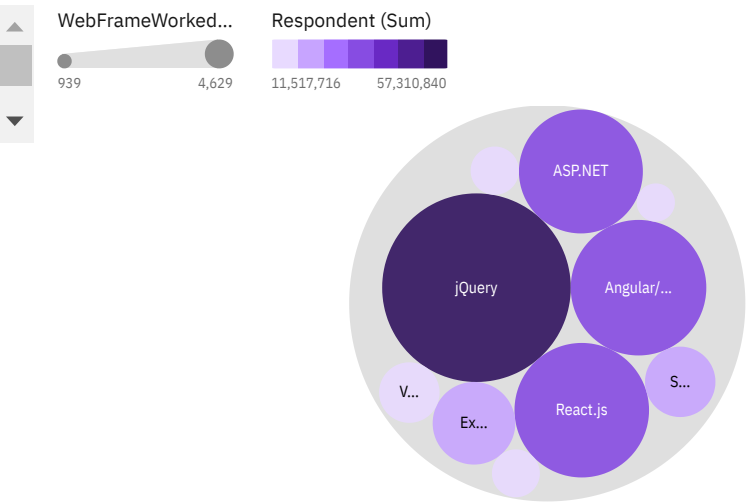 WebFrameWorked...
Respondent (Sum)
939
4,629
11,517,716
57,310,840
ASP.NET
jQuery
Angular/...
S...
V...
Ex...
React.js